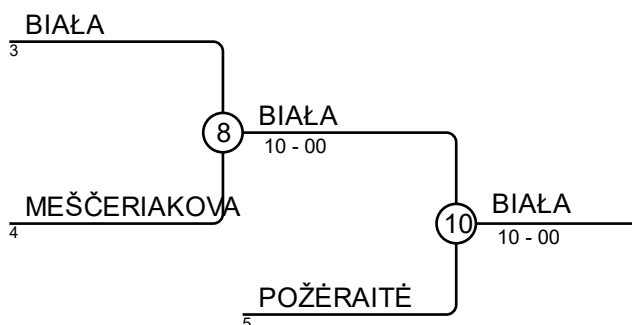 BIAŁA
3
8
BIAŁA
10 - 00
MEŠČERIAKOVA
4
10
BIAŁA
10 - 00
POŽĖRAITĖ
5